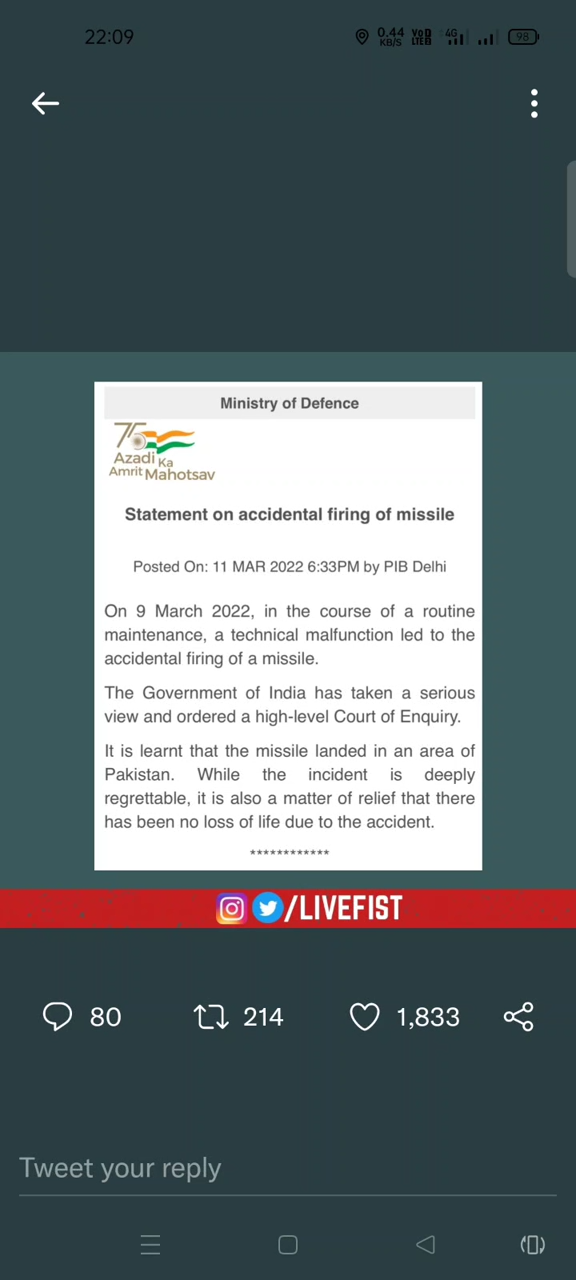 22:09
0.44 KB/S VoD LTEB 4G 98
Ministry of Defence
75
Azadi Ka
Amrit Mahotsav
Statement on accidental firing of missile
Posted On: 11 MAR 2022 6:33PM by PIB Delhi
On 9 March 2022, in the course of a routine
maintenance, a technical malfunction led to the
accidental firing of a missile.
The Government of India has taken a serious
view and ordered a high-level Court of Enquiry.
It is learnt that the missile landed in an area of
Pakistan. While the incident is deeply
regrettable, it is also a matter of relief that there
has been no loss of life due to the accident.
************
/LIVEFIST
80 214 1,833
Tweet your reply